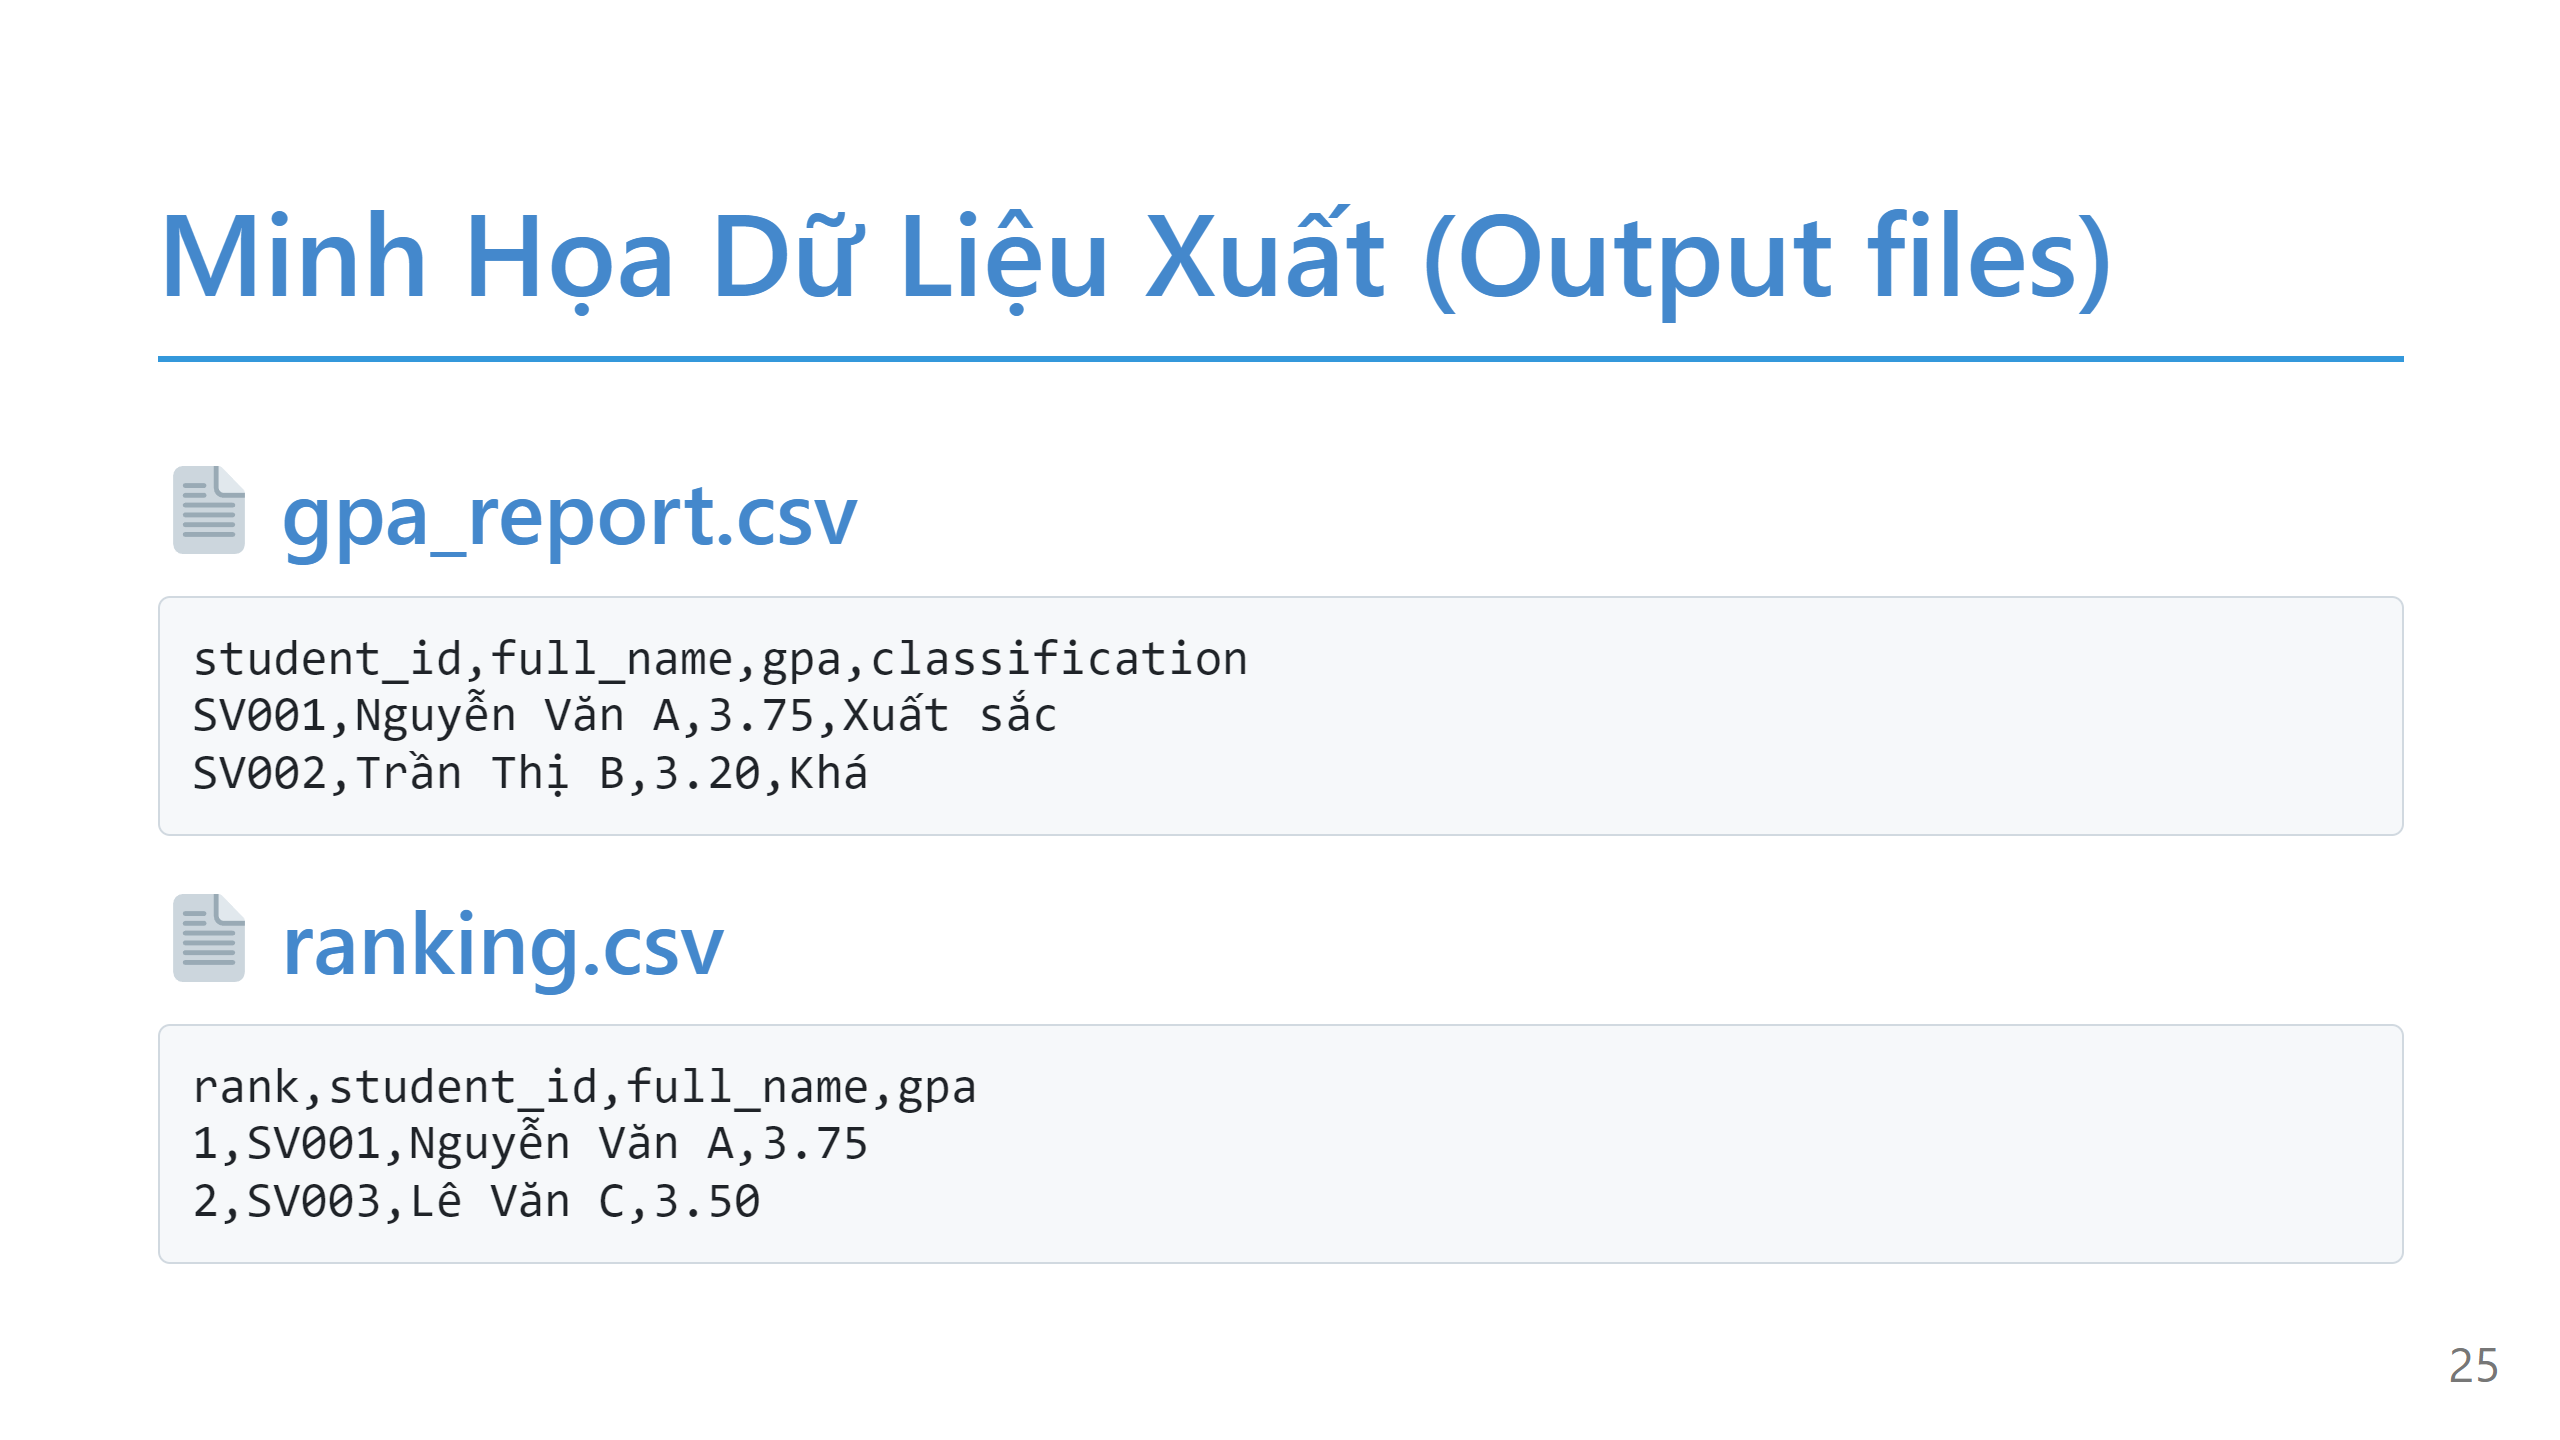 Minh Họa Dữ Liệu Xuất (Output files)
gpa_report.csv
student_id,full_name,gpa,classification
SV001,Nguyễn Văn A,3.75,Xuất sắc
SV002,Trần Thị B,3.20,Khá
ranking.csv
rank,student_id,full_name,gpa
1,SV001,Nguyễn Văn A,3.75
2,SV003,Lê Văn C,3.50
25